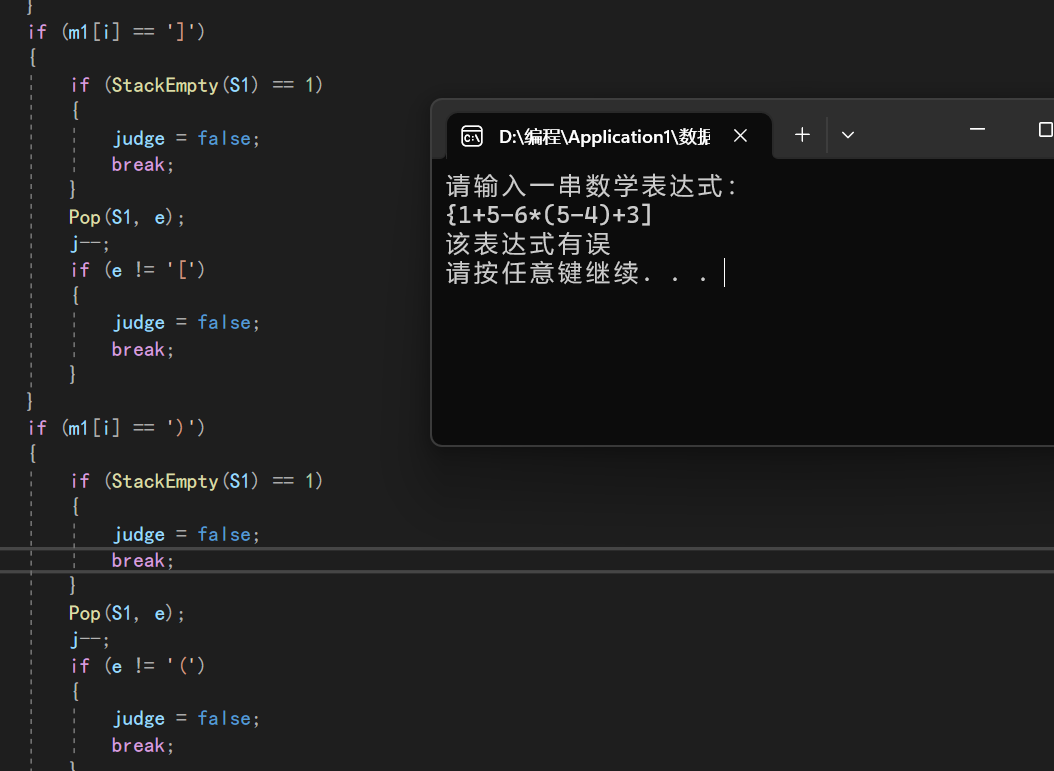 }
if (m1[i] == ']')
{
if (StackEmpty(S1) == 1)
{
judge = false;
break;
}
Pop(S1, e);
j--;
if (e != '[')
{
judge = false;
break;
}
}
if (m1[i] == ')')
{
if (StackEmpty(S1) == 1)
{
judge = false;
break;
}
Pop(S1, e);
j--;
if (e != '(')
{
judge = false;
break;
}
D:\编程\Application1\数据
请输入一串数学表达式：
{1+5-6*(5-4)+3]
该表达式有误
请按任意键继续. . .